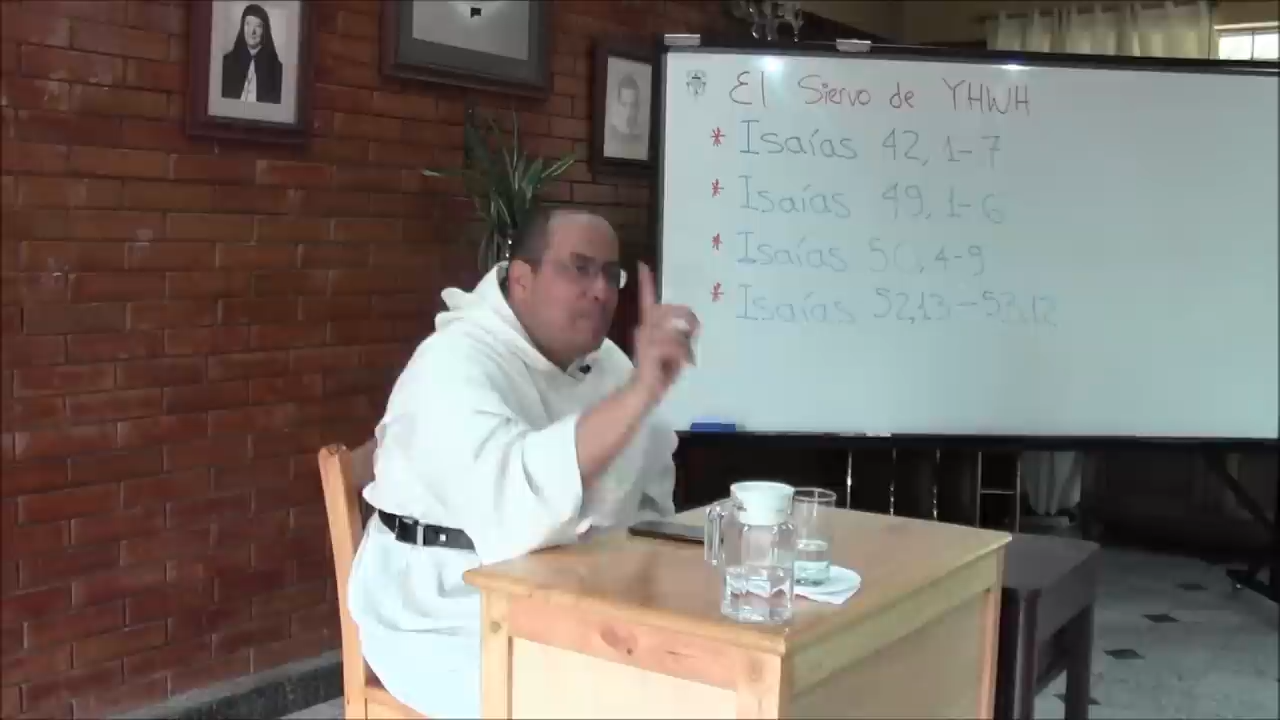 El Siervo de YHWH
* Isaías 42, 1-7
* Isaías 49, 1-6
* Isaías 50, 4-9
* Isaías 52,13-53,12